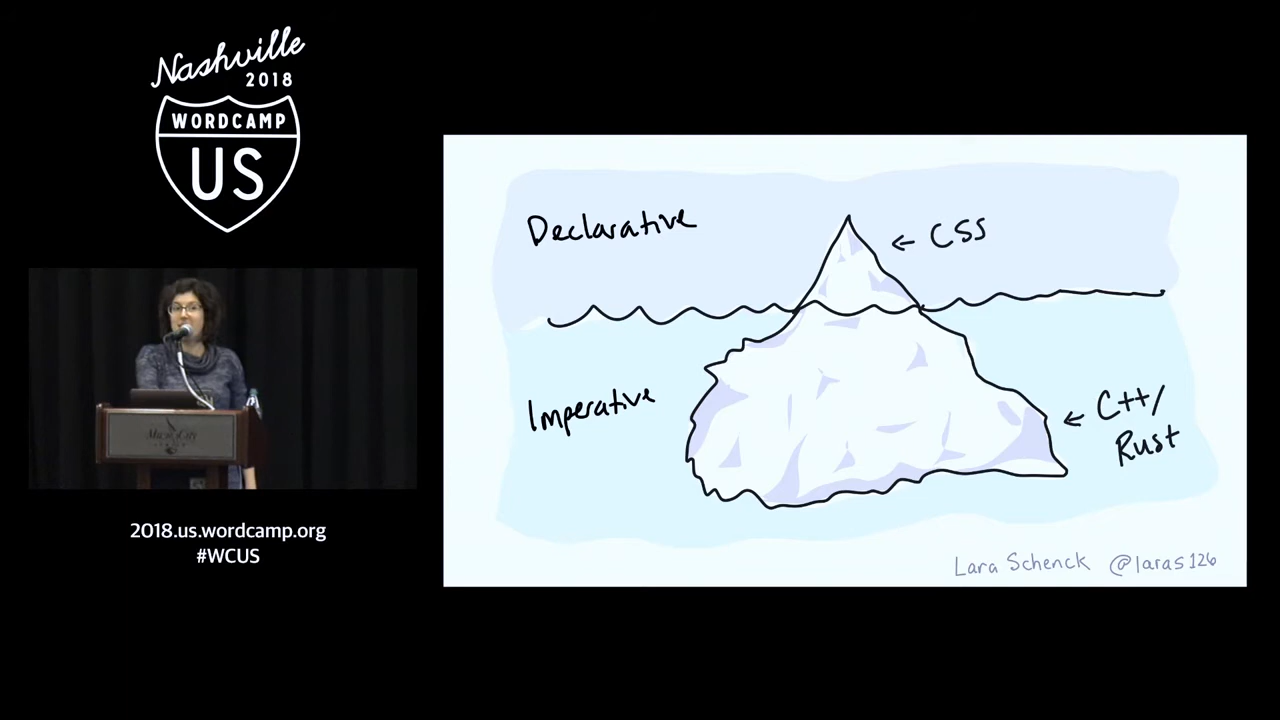 Nashville
2018
WORDCAMP
US
2018.us.wordcamp.org
#WCUS
Declarative
← CSS
Imperative
← C++/
Rust
Lara Schenck @laras126